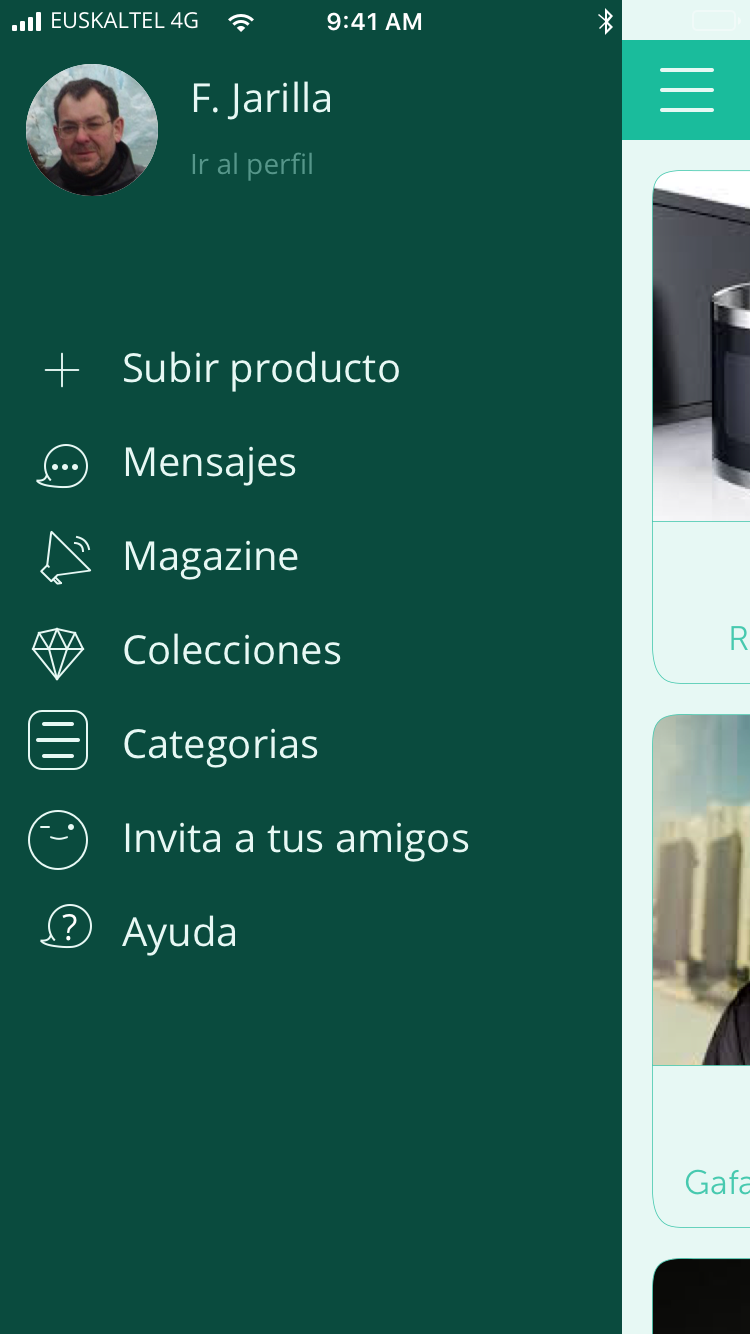 EUSKALTEL 4G 9:41 AM
F. Jarilla
Ir al perfil
Subir producto
Mensajes
Magazine
Colecciones
Categorias
Invita a tus amigos
?
Ayuda